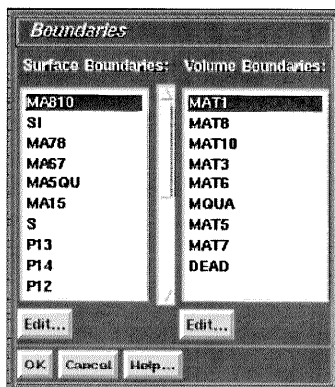 Boundaries
Surface Boundaries: Volume Boundaries:
MA810
SI
MA78
MA67
MA5QU
MA15
S
P13
P14
P12
MAT1
MAT8
MAT10
MAT3
MAT6
MQUA
MAT5
MAT7
DEAD
Edit... Edit...
OK Cancel Help...